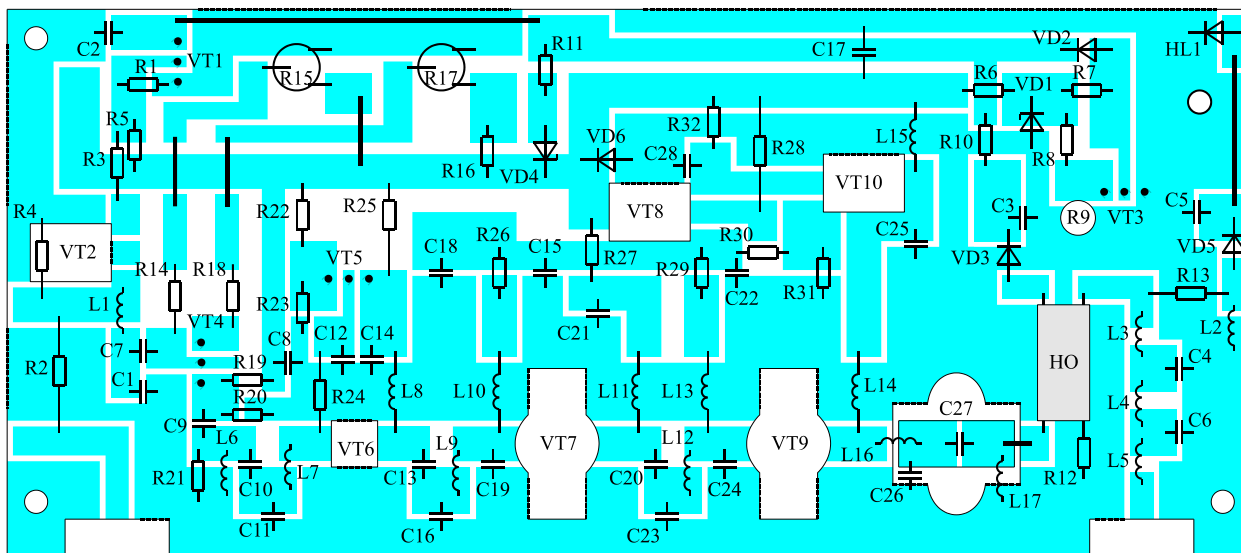 C2
VT1
R1
R15
R17
R11
C17
VD2
HL1
R5
R3
R16
VD4
VD6
R32
C28
R28
L15
R6
VD1
R7
R10
R8
R4
VT2
R22
R25
VT8
VT10
C3
R9
VT3
C5
VD5
R14
R18
VT5
C18
R26
C15
R27
R29
R30
C22
R31
C25
VD3
R13
L1
R23
C21
VT4
C7
C8
C12
C14
L3
L2
R2
C1
R19
R20
R24
L8
L10
L11
L13
L14
HO
C4
L4
C9
L6
C10
L7
VT6
L9
C13
C19
VT7
C20
L12
C24
VT9
L16
C27
C6
R21
C11
C16
C23
C26
L17
R12
L5